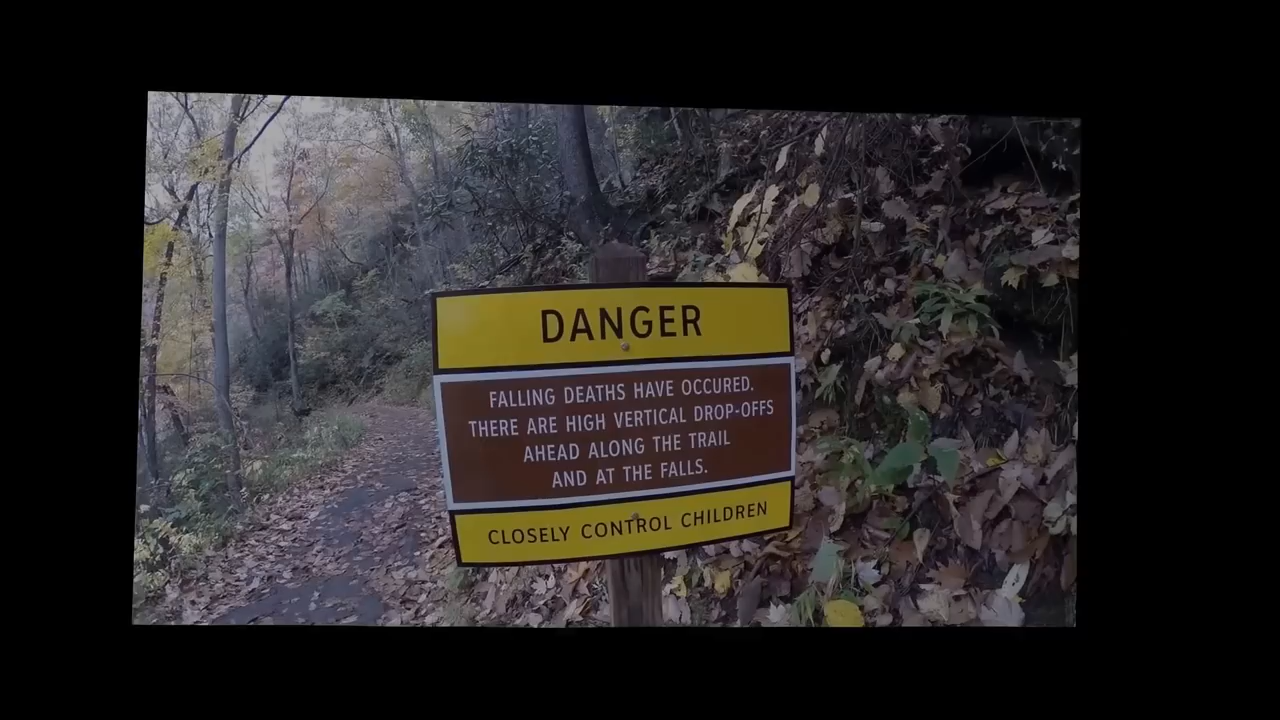 DANGER
FALLING DEATHS HAVE OCCURED.
THERE ARE HIGH VERTICAL DROP-OFFS
AHEAD ALONG THE TRAIL
AND AT THE FALLS.
CLOSELY CONTROL CHILDREN